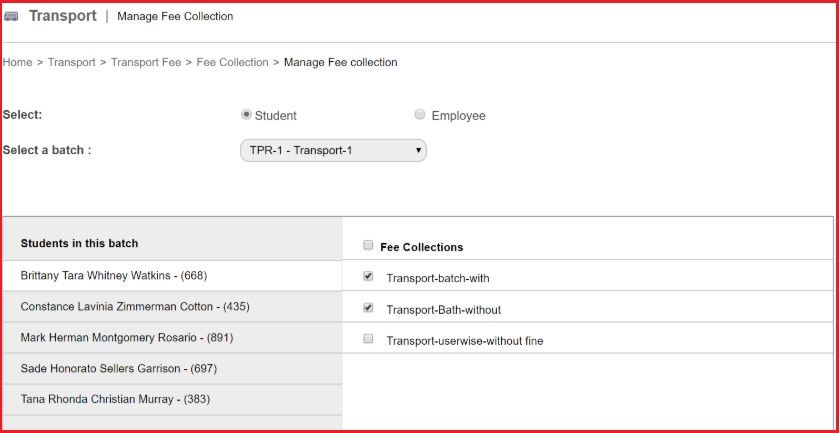 Transport | Manage Fee Collection
Home > Transport > Transport Fee > Fee Collection > Manage Fee collection
Select: Student Employee
Select a batch : TPR-1 - Transport-1
Students in this batch
Fee Collections
Brittany Tara Whitney Watkins - (668)
Transport-batch-with
Constance Lavinia Zimmerman Cotton - (435)
Transport-Bath-without
Mark Herman Montgomery Rosario - (891)
Transport-userwise-without fine
Sade Honorato Sellers Garrison - (697)
Tana Rhonda Christian Murray - (383)